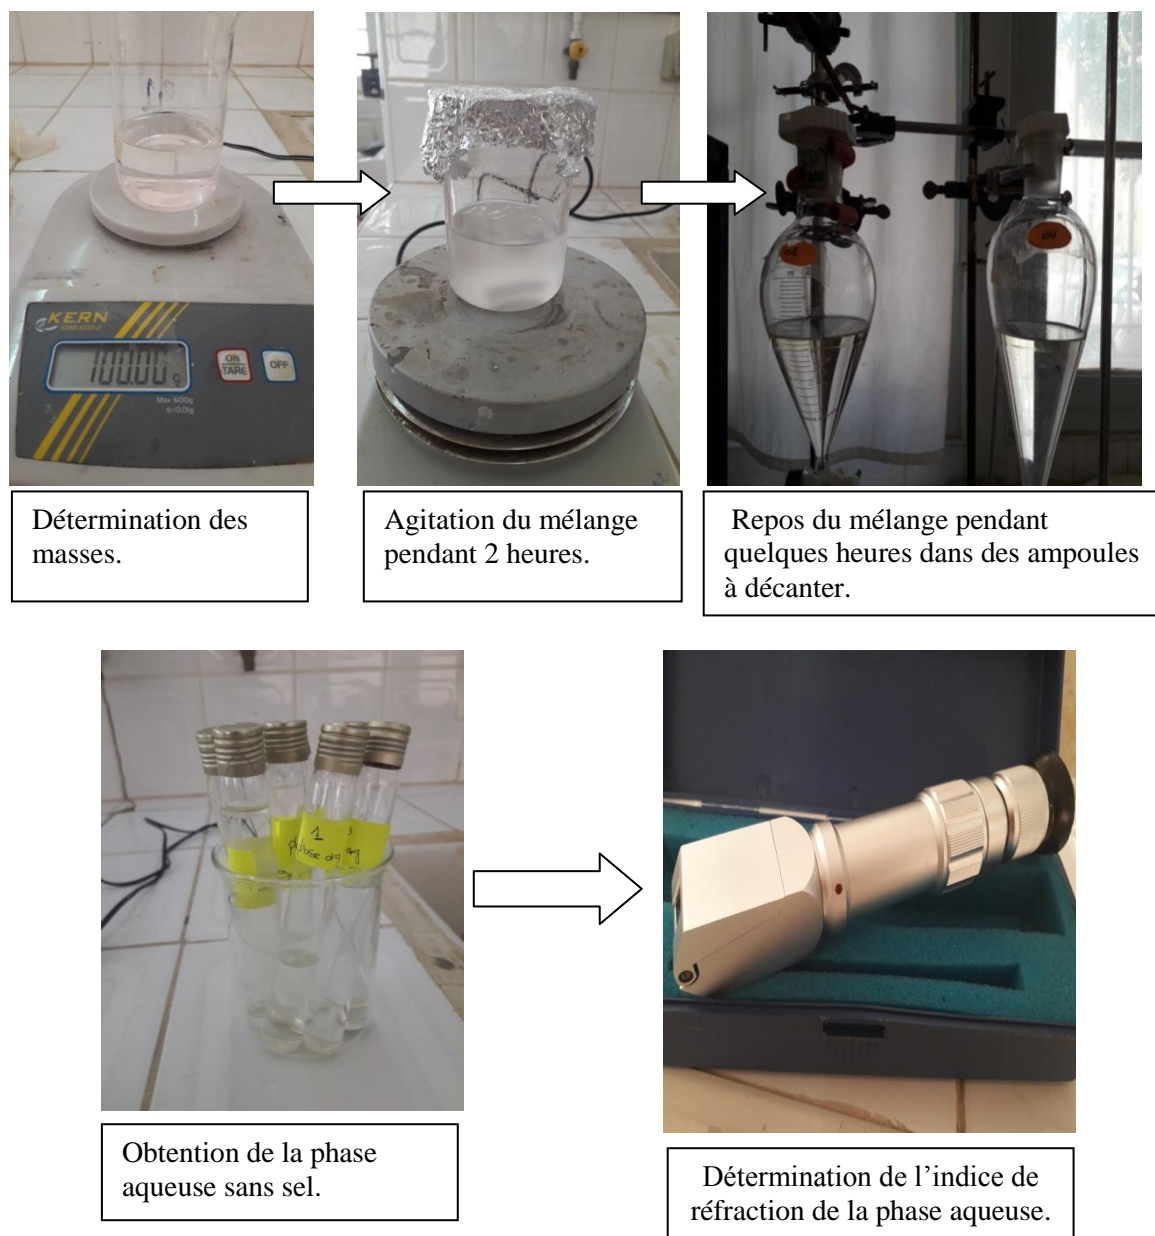 KERN
100.00 g
ON
TARE
OFF
Max 600g
d=0.01g
Détermination des
masses.
Agitation du mélange
pendant 2 heures.
Repos du mélange pendant
quelques heures dans des ampoules
à décanter.
1
phase org
Obtention de la phase
aqueuse sans sel.
Détermination de l’indice de
réfraction de la phase aqueuse.